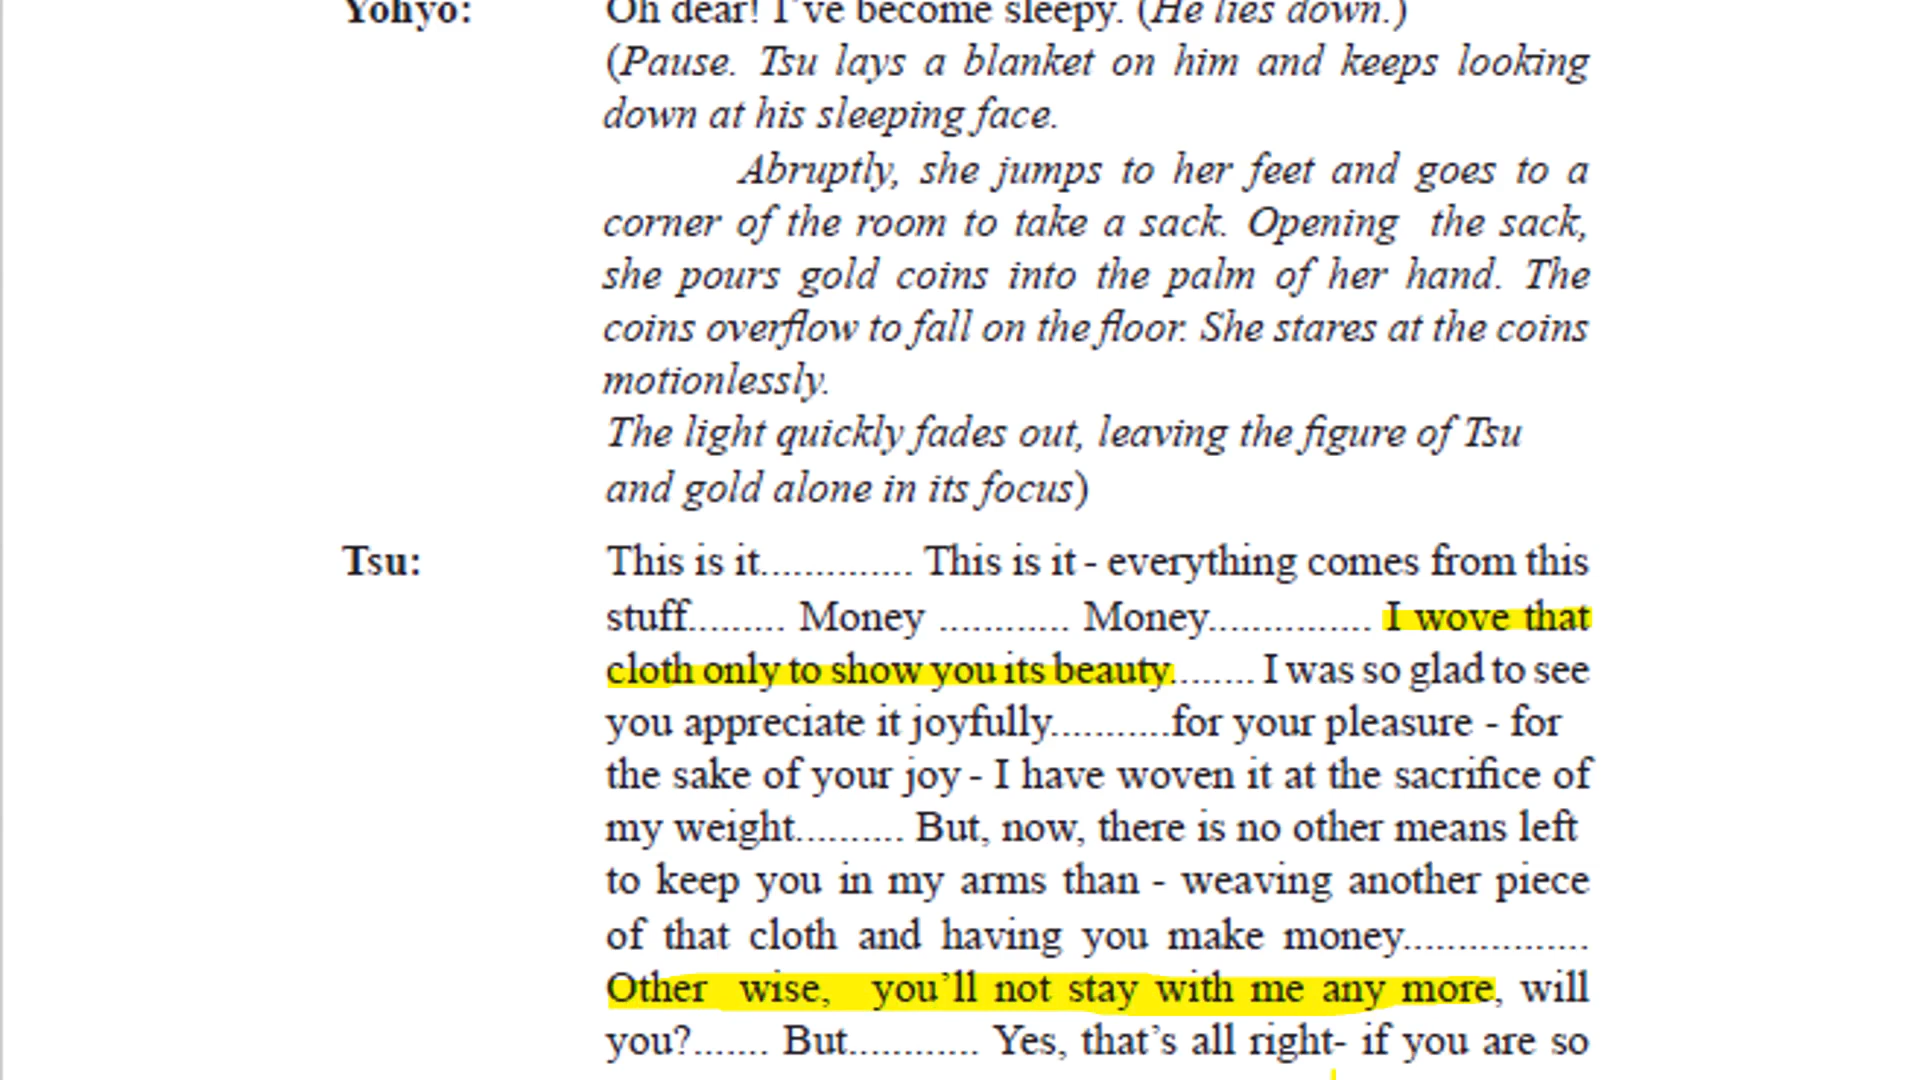 Yohyo: Oh dear! I've become sleepy. (He lies down.)
(Pause. Tsu lays a blanket on him and keeps looking
down at his sleeping face.
Abruptly, she jumps to her feet and goes to a
corner of the room to take a sack. Opening the sack,
she pours gold coins into the palm of her hand. The
coins overflow to fall on the floor. She stares at the coins
motionlessly.
The light quickly fades out, leaving the figure of Tsu
and gold alone in its focus)
Tsu: This is it.............. This is it - everything comes from this
stuff......... Money ............ Money............... I wove that
cloth only to show you its beauty........ I was so glad to see
you appreciate it joyfully...........for your pleasure - for
the sake of your joy - I have woven it at the sacrifice of
my weight.......... But, now, there is no other means left
to keep you in my arms than - weaving another piece
of that cloth and having you make money.................
Other wise, you'll not stay with me any more, will
you?....... But............ Yes, that's all right- if you are so